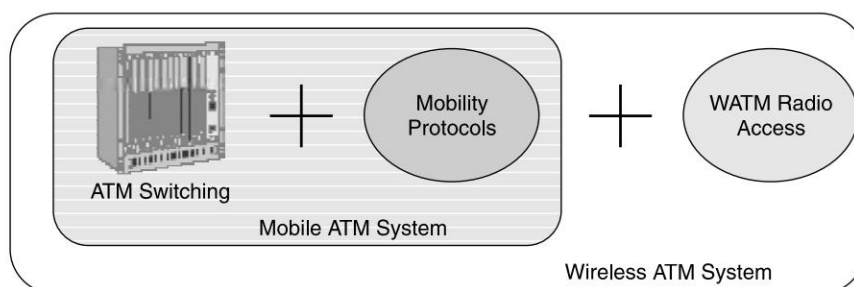 ATM Switching
Mobility
Protocols
WATM Radio
Access
Mobile ATM System
Wireless ATM System